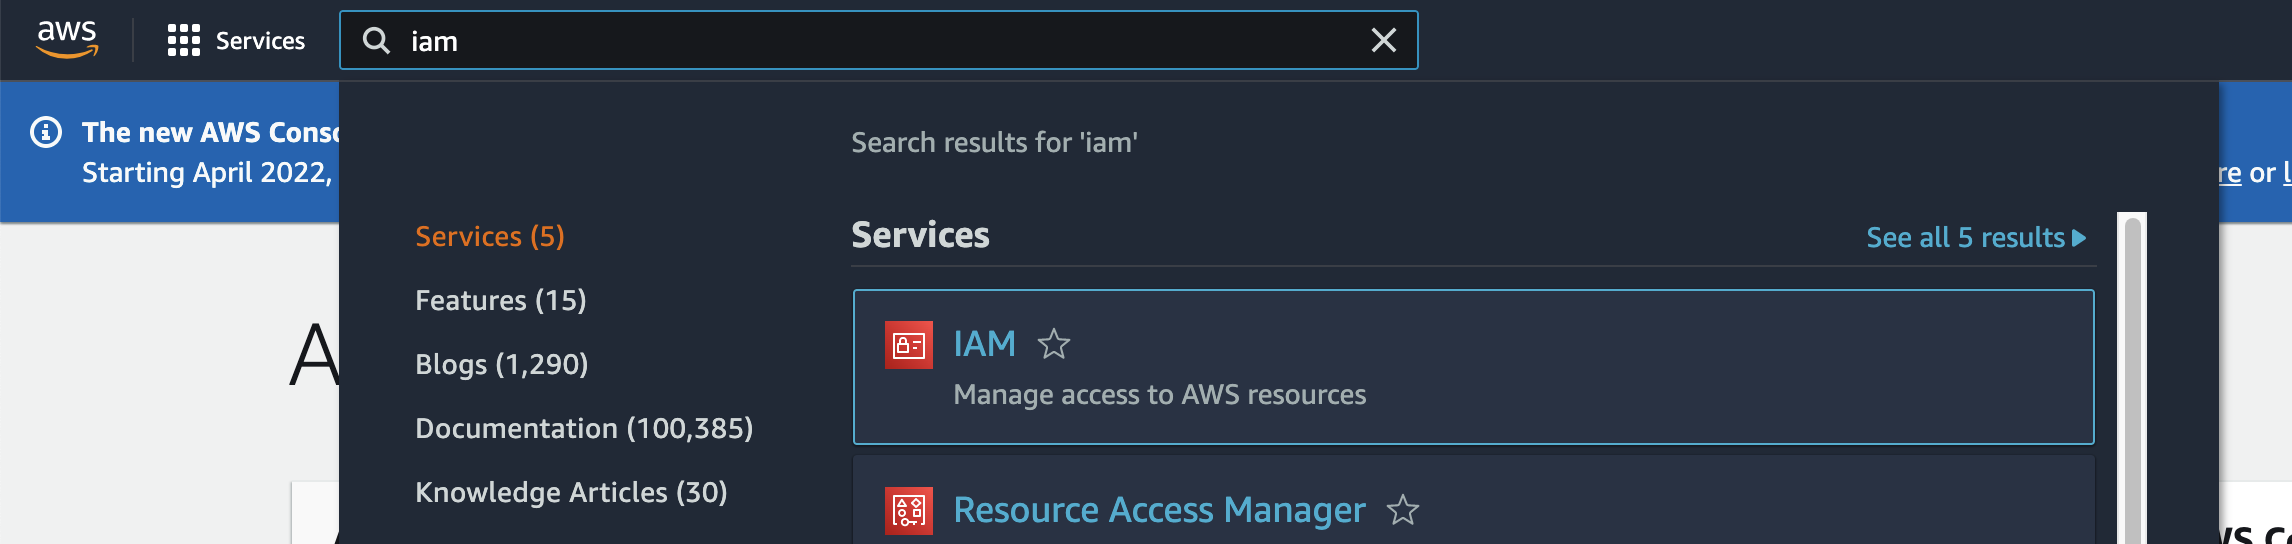 aws
Services
iam
The new AWS Conso
Starting April 2022,
re or l
Search results for 'iam'
Services (5)
Features (15)
Blogs (1,290)
Documentation (100,385)
Knowledge Articles (30)
Services
See all 5 results
IAM
Manage access to AWS resources
Resource Access Manager
A